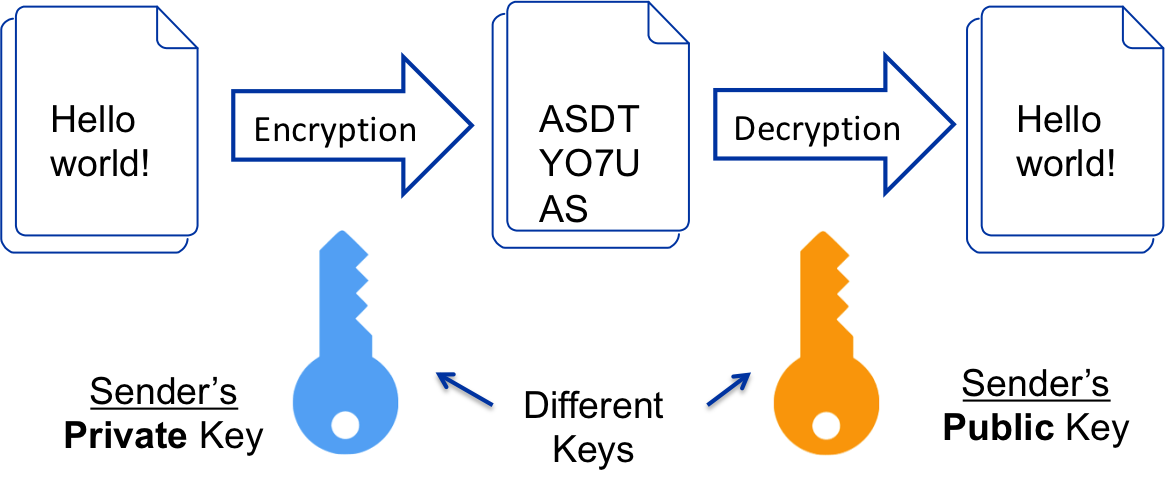 Hello
world!
Encryption
ASDT
YO7U
AS
Decryption
Hello
world!
Sender's
Private Key
Different
Keys
Sender's
Public Key